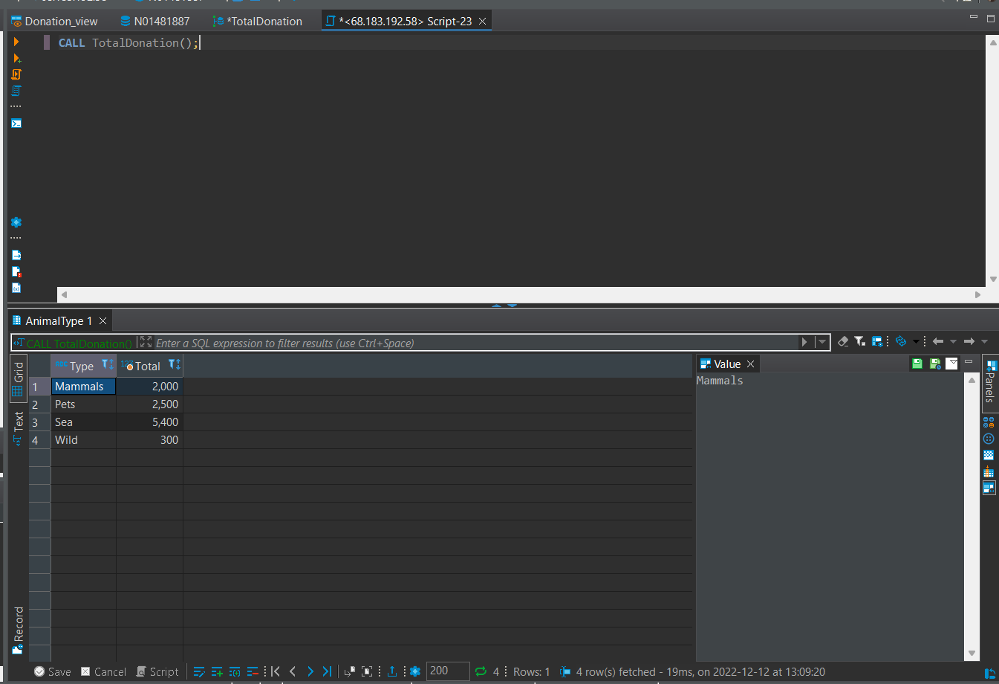 Donation_view N01481887 *TotalDonation *<68.183.192.58> Script-23
CALL TotalDonation();
AnimalType 1
CALL TotalDonation() Enter a SQL expression to filter results (use Ctrl+Space)
Grid
Text
Record
Type 123 Total
1 Mammals 2,000
2 Pets 2,500
3 Sea 5,400
4 Wild 300
Value
Mammals
Panels
Save Cancel Script 200 4 Rows: 1 4 row(s) fetched - 19ms, on 2022-12-12 at 13:09:20